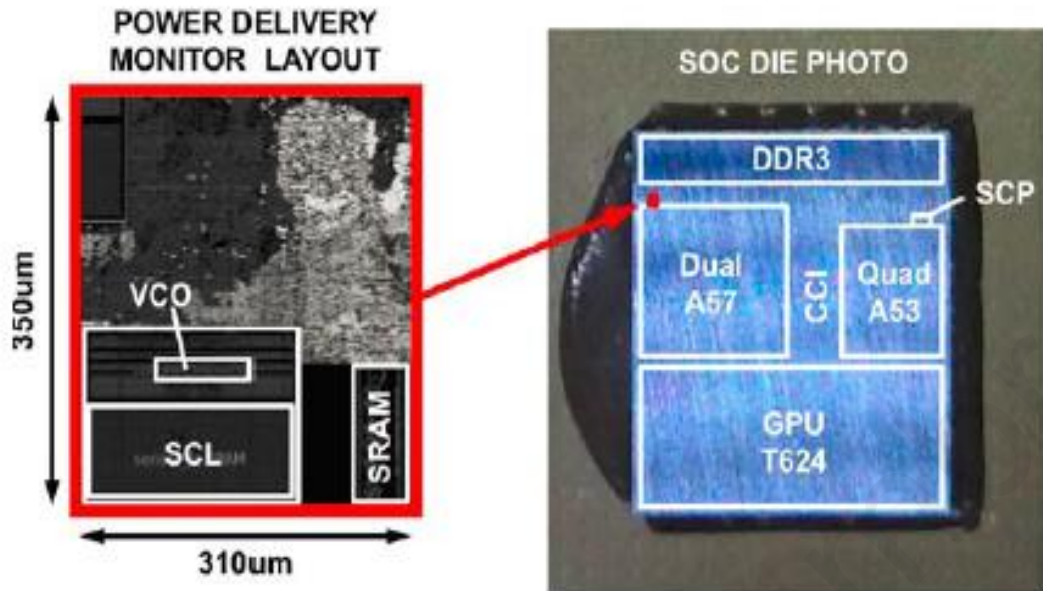 POWER DELIVERY
MONITOR LAYOUT
350um
VCO
SCL
SRAM
310um
SOC DIE PHOTO
DDR3
SCP
Dual
A57
CCI
Quad
A53
GPU
T624